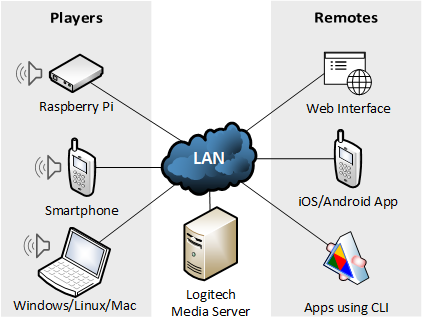 Players
Remotes
Raspberry Pi
Web Interface
LAN
Smartphone
iOS/Android App
Windows/Linux/Mac
Logitech
Media Server
Apps using CLI